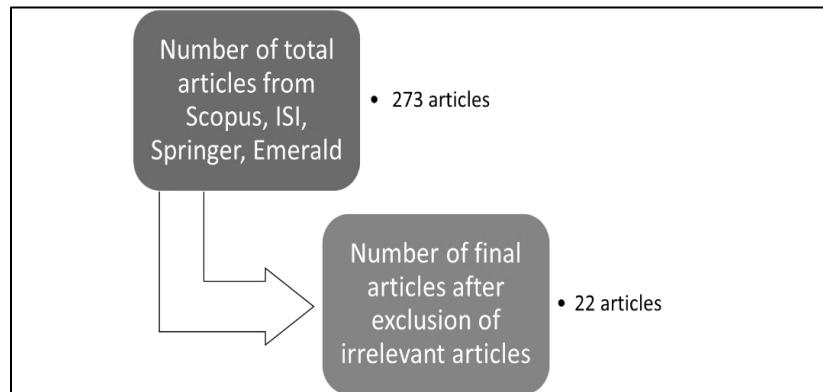 Number of total
articles from
Scopus, ISI,
Springer, Emerald
• 273 articles
Number of final
articles after
exclusion of
irrelevant articles
• 22 articles